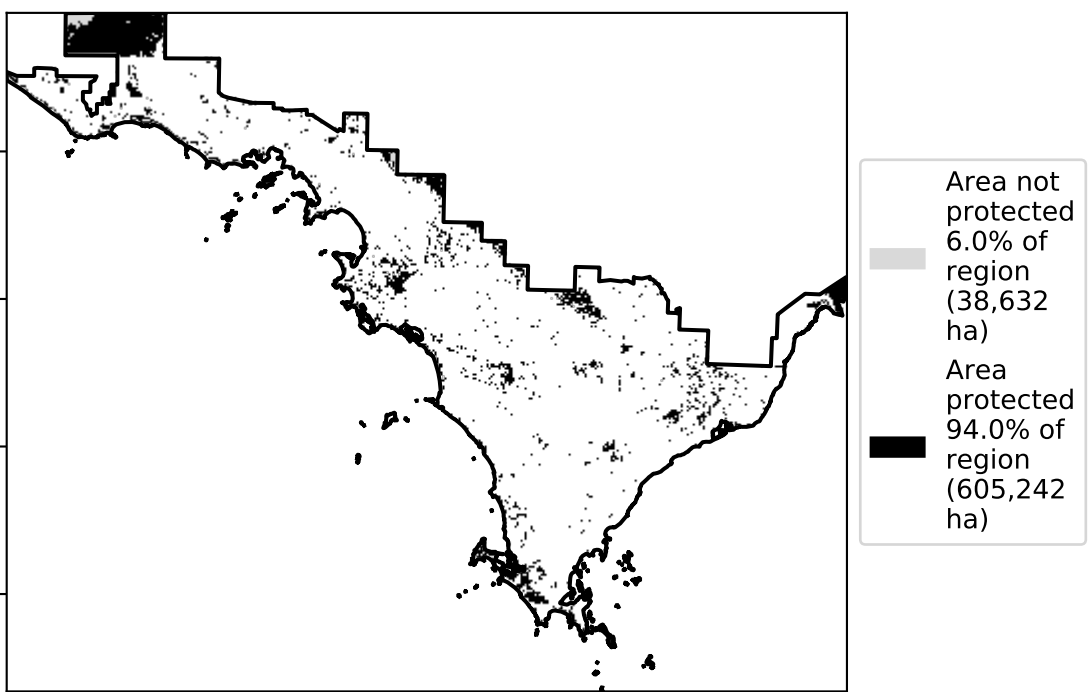 Area not
protected
6.0% of
region
(38,632
ha)
Area
protected
94.0% of
region
(605,242
ha)